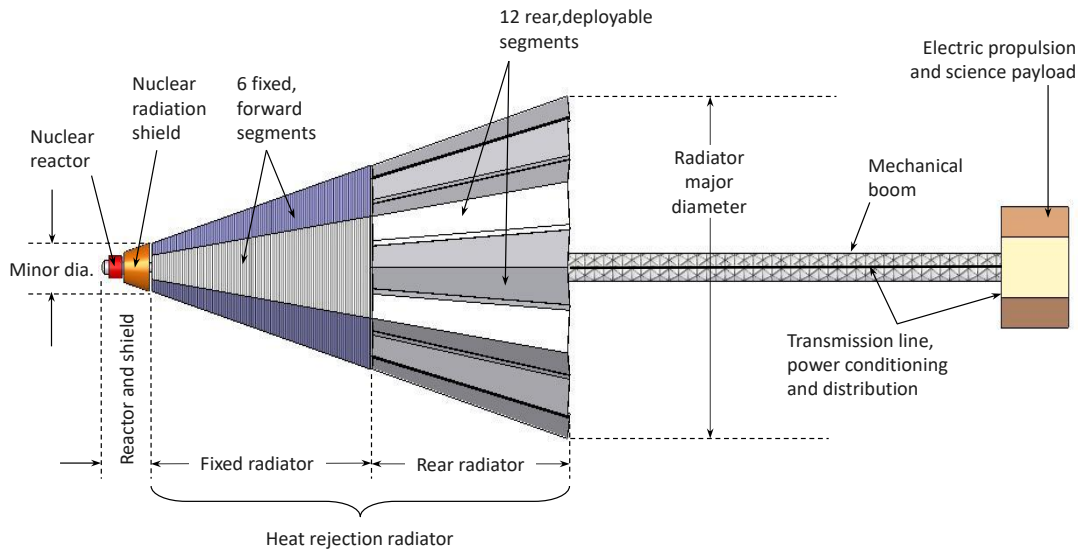 12 rear,deployable
segments
Electric propulsion
and science payload
Nuclear
radiation
shield
6 fixed,
forward
segments
Nuclear
reactor
Radiator
major
diameter
Mechanical
boom
Minor dia.
Transmission line,
power conditioning
and distribution
Reactor and shield
Fixed radiator
Rear radiator
Heat rejection radiator